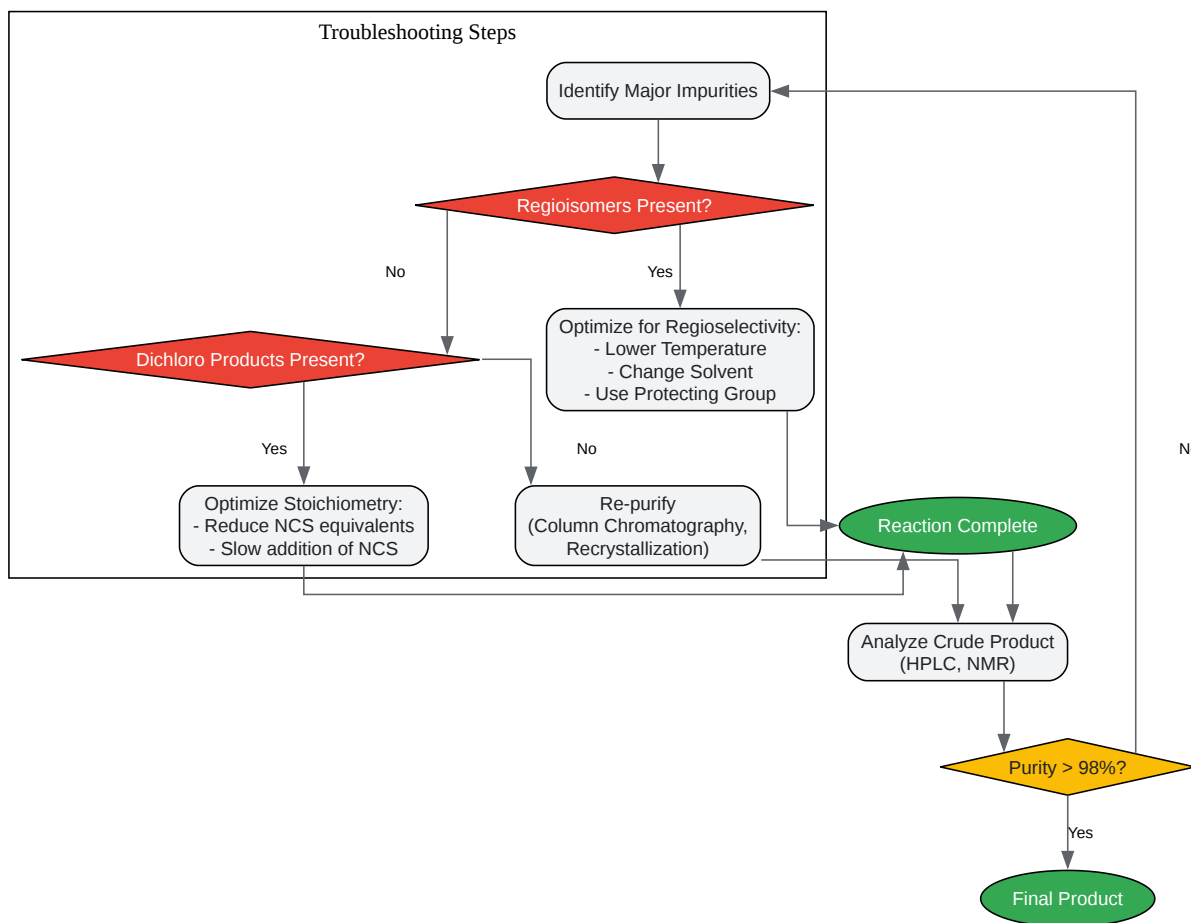 Troubleshooting Steps
Identify Major Impurities
Regioisomers Present?
No
Yes
Optimize for Regioselectivity:
- Lower Temperature
- Change Solvent
- Use Protecting Group
Dichloro Products Present?
Yes
No
No
Optimize Stoichiometry:
- Reduce NCS equivalents
- Slow addition of NCS
Re-purify
(Column Chromatography,
Recrystallization)
Reaction Complete
Analyze Crude Product
(HPLC, NMR)
Purity > 98%?
Yes
Final Product